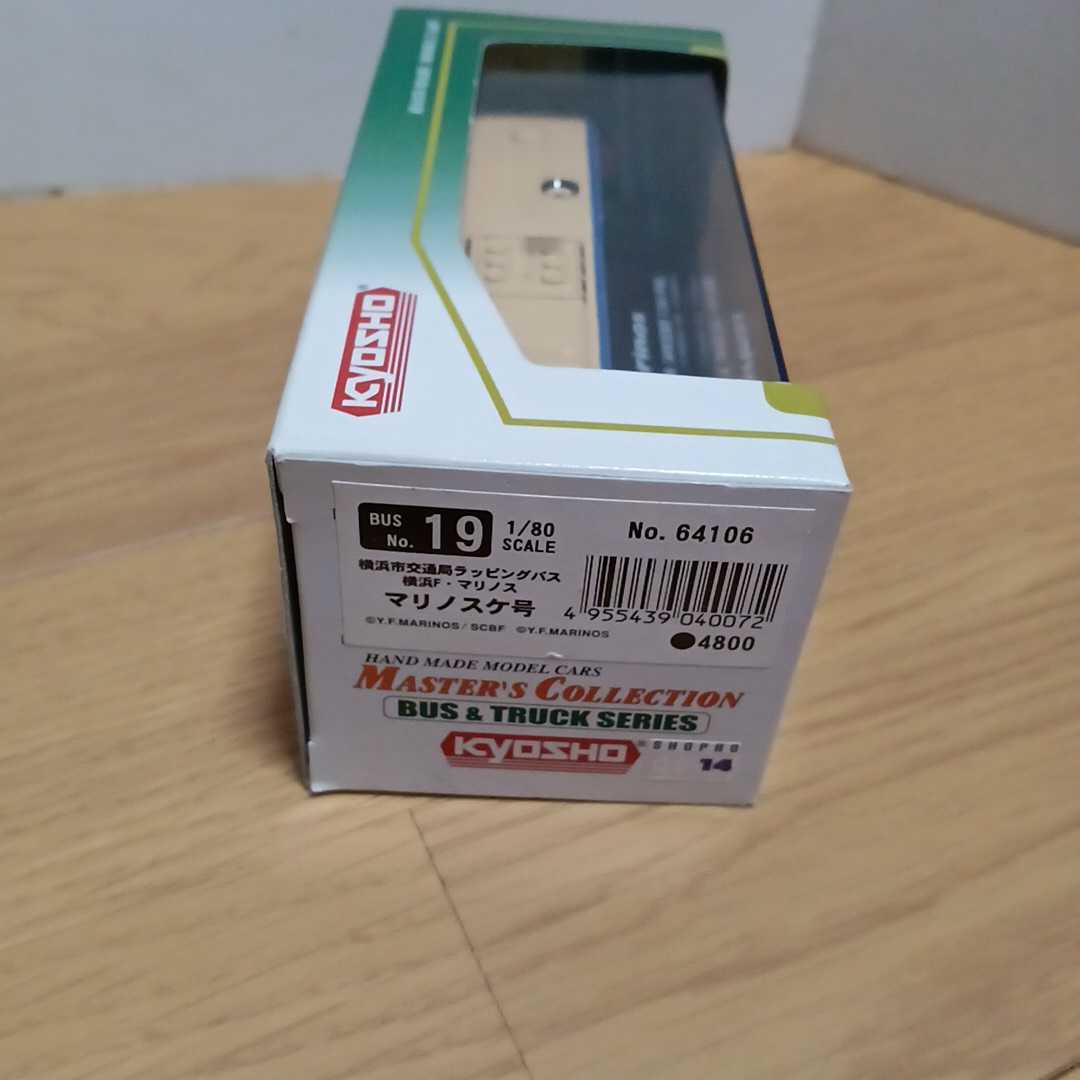 KYOSHO
BUS
No. 19
1/80
SCALE
No. 64106
横浜市交通局ラッピングバス
横浜F・マリノス
マリノスケ号
©Y.F.MARINOS/SCBF ©Y.F.MARINOS
4 955439 040072
●4800
HAND MADE MODEL CARS
MASTER'S COLLECTION
BUS & TRUCK SERIES
KYOSHO
SHOPRO
14